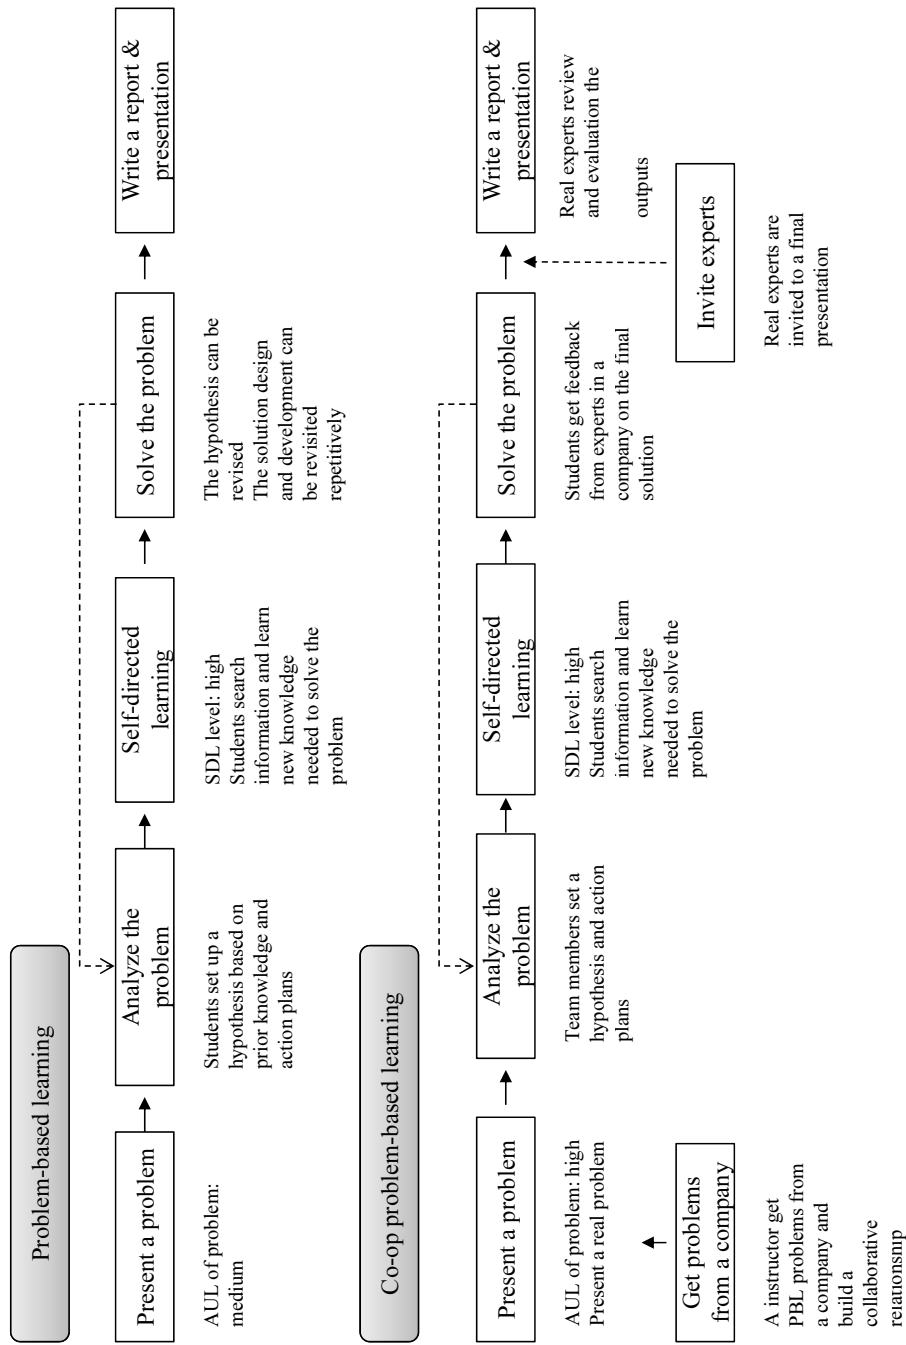 Problem-based learning
Present a problem
AUL of problem:
medium
Analyze the
problem
Students set up a
hypothesis based on
prior knowledge and
action plans
Self-directed
learning
SDL level: high
Students search
information and learn
new knowledge
needed to solve the
problem
Solve the problem
The hypothesis can be
revised
The solution design
and development can
be revisited
repetitively
Write a report &
presentation
Co-op problem-based learning
Present a problem
AUL of problem: high
Present a real problem
Get problems
from a company
A instructor get
PBL problems from
a company and
build a
collaborative
relationship
Analyze the
problem
Team members set a
hypothesis and action
plans
Self-directed
learning
SDL level: high
Students search
information and learn
new knowledge
needed to solve the
problem
Solve the problem
Students get feedback
from experts in a
company on the final
solution
Write a report &
presentation
Real experts review
and evaluation the
outputs
Invite experts
Real experts are
invited to a final
presentation